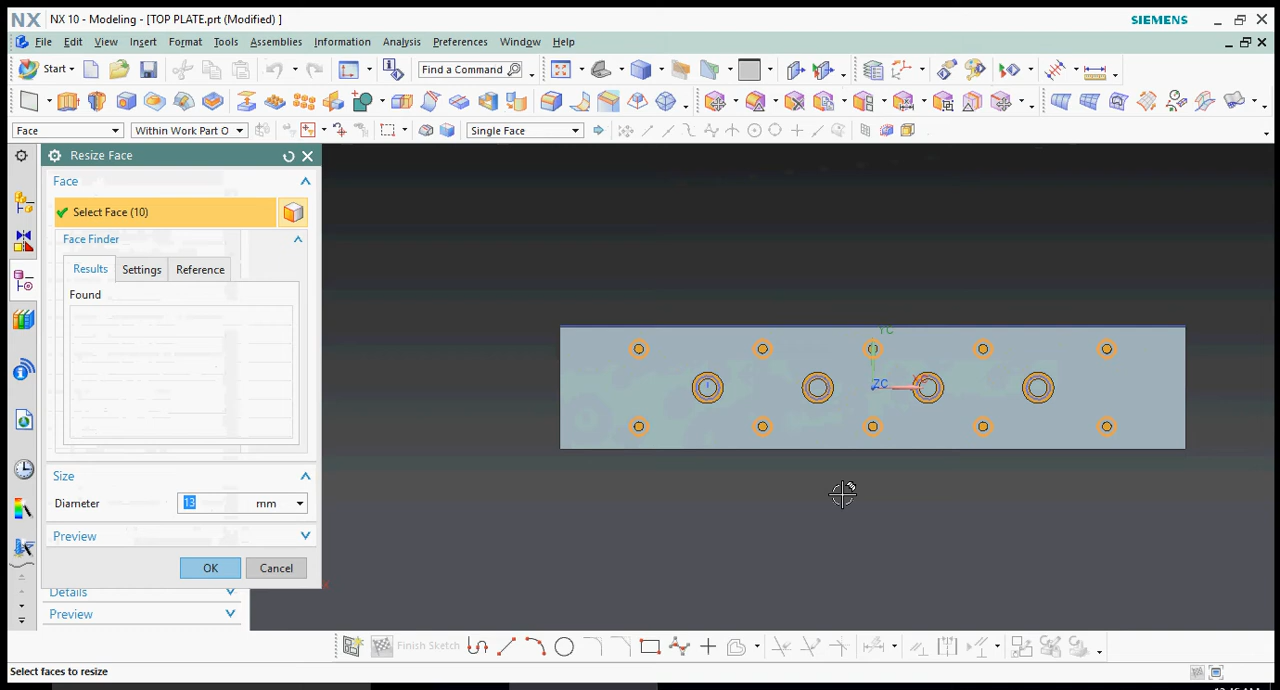 NX NX 10 - Modeling - [TOP PLATE.prt (Modified) ] SIEMENS
File Edit View Insert Format Tools Assemblies Information Analysis Preferences Window Help
Start Find a Command
Face Within Work Part O Single Face
Resize Face
Face
Select Face (10)
Face Finder
Results Settings Reference
Found
YC
ZC
Size
Diameter 13 mm
Preview
OK Cancel
Details
Preview
Finish Sketch
Select faces to resize